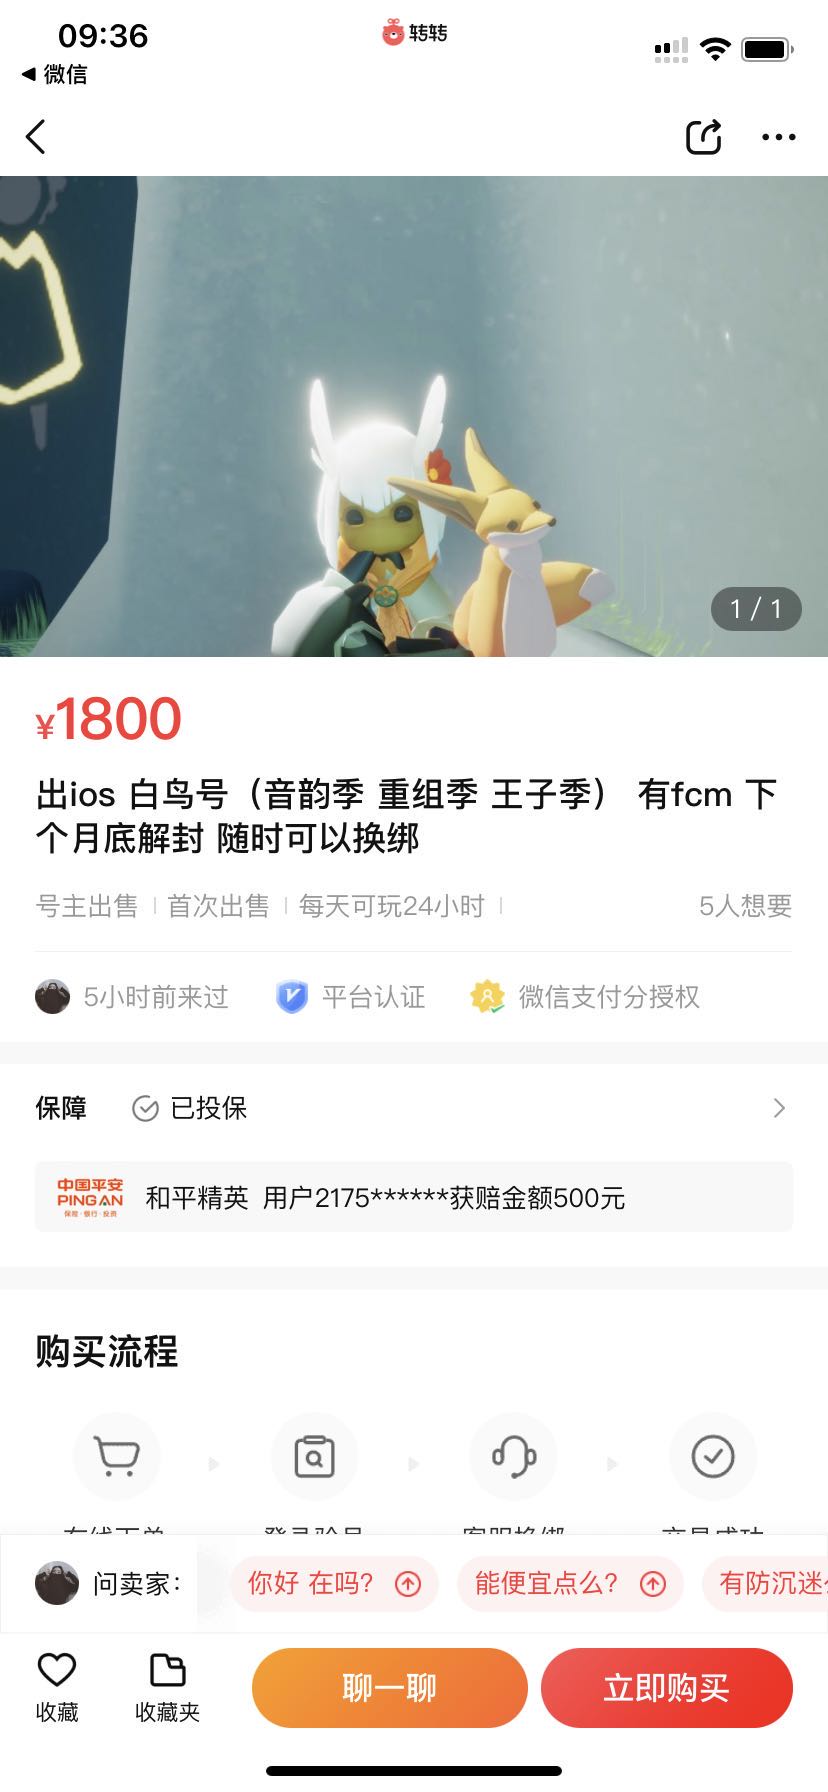 09:36
转转
微信
1 / 1
¥1800
出ios 白鸟号（音韵季 重组季 王子季） 有fcm 下
个月底解封 随时可以换绑
号主出售 首次出售 每天可玩24小时 5人想要
5小时前来过 平台认证 微信支付分授权
保障 已投保
中国平安
PING AN
保险·银行·投资
和平精英 用户2175******获赔金额500元
购买流程
问卖家： 你好 在吗? 能便宜点么? 有防沉迷
收藏 收藏夹 聊一聊 立即购买